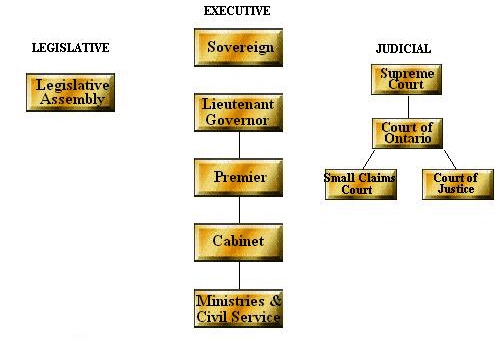 LEGISLATIVE
Legislative
Assembly
EXECUTIVE
Sovereign
Lieutenant
Governor
Premier
Cabinet
Ministries &
Civil Service
JUDICIAL
Supreme
Court
Court of
Ontario
Small Claims
Court
Court of
Justice